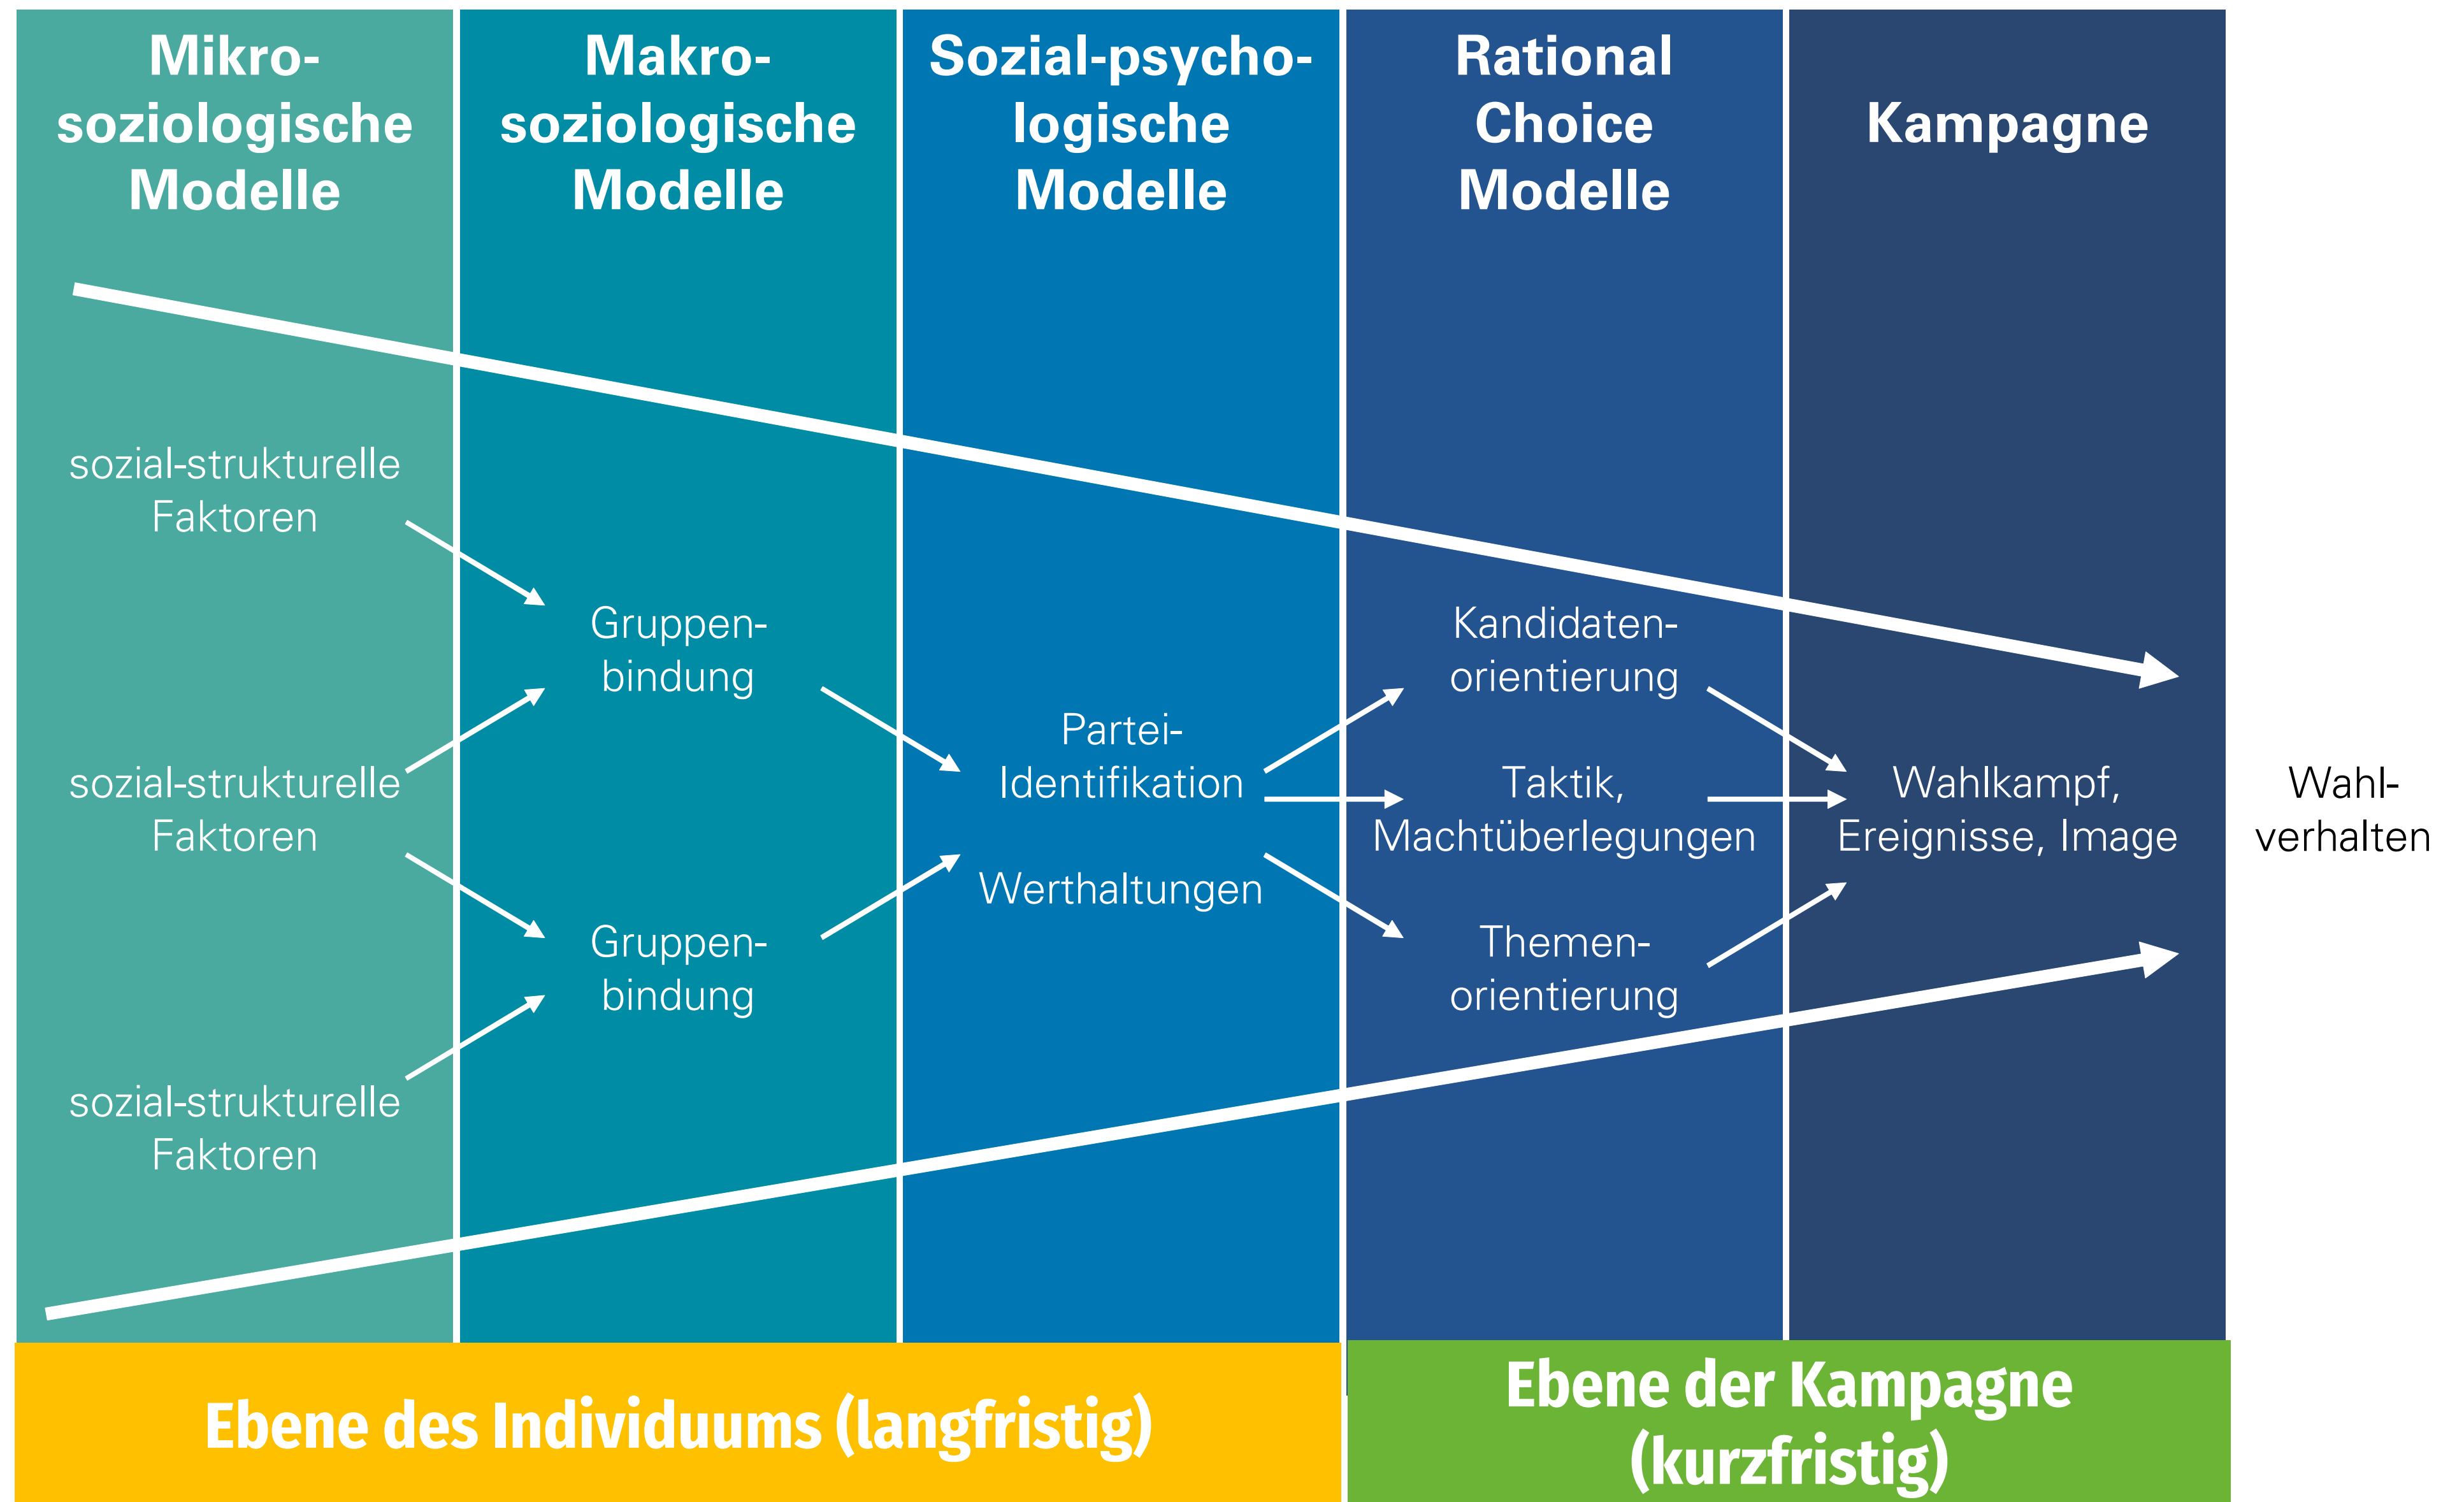 Mikro-
soziologische
Modelle
Makro-
soziologische
Modelle
Sozial-psycho-
logische
Modelle
Rational
Choice
Modelle
Kampagne
sozial-strukturelle
Faktoren
sozial-strukturelle
Faktoren
sozial-strukturelle
Faktoren
Gruppen-
bindung
Gruppen-
bindung
Partei-
Identifikation
Werthaltungen
Kandidaten-
orientierung
Taktik,
Machtüberlegungen
Themen-
orientierung
Wahlkampf,
Ereignisse, Image
Wahl-
verhalten
Ebene des Individuums (langfristig)
Ebene der Kampagne
(kurzfristig)